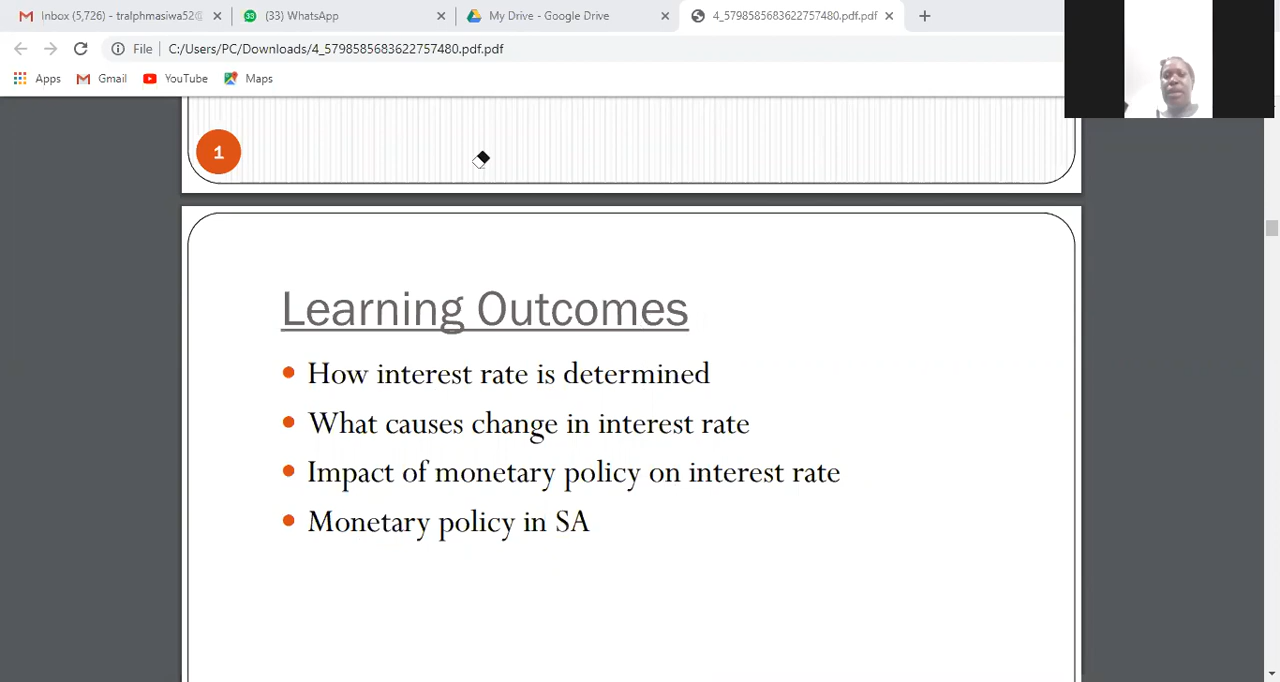 Inbox (5,726) - tralphmasiwa52@
(33) WhatsApp
My Drive - Google Drive
4_5798585683622757480.pdf.pdf
File
C:/Users/PC/Downloads/4_5798585683622757480.pdf.pdf
Apps
Gmail
YouTube
Maps
1
Learning Outcomes
• How interest rate is determined
• What causes change in interest rate
• Impact of monetary policy on interest rate
• Monetary policy in SA